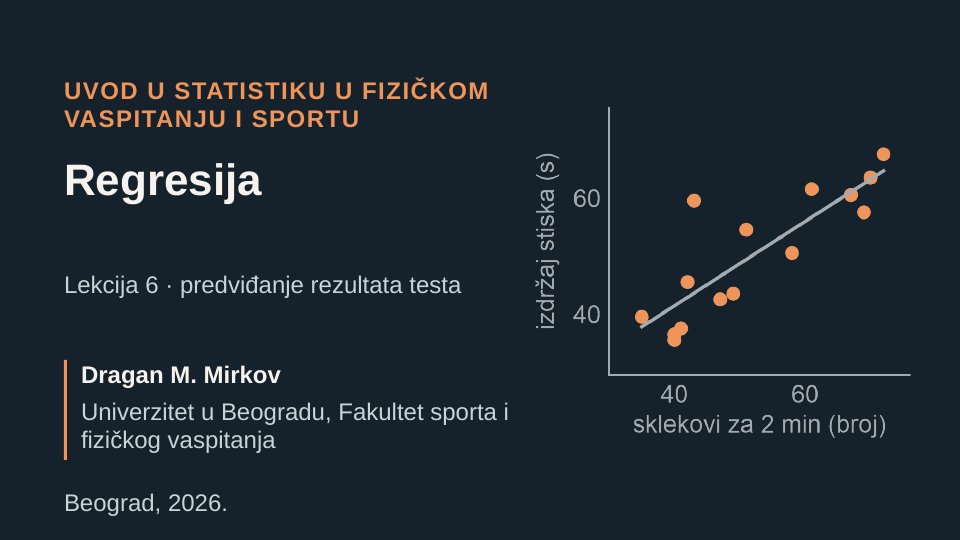 UVOD U STATISTIKU U FIZIČKOM
VASPITANJU I SPORTU
Regresija
Lekcija 6 · predviđanje rezultata testa
Dragan M. Mirkov
Univerzitet u Beogradu, Fakultet sporta i
fizičkog vaspitanja
Beograd, 2026.
izdržaj stiska (s)
60
40
40 60
sklekovi za 2 min (broj)